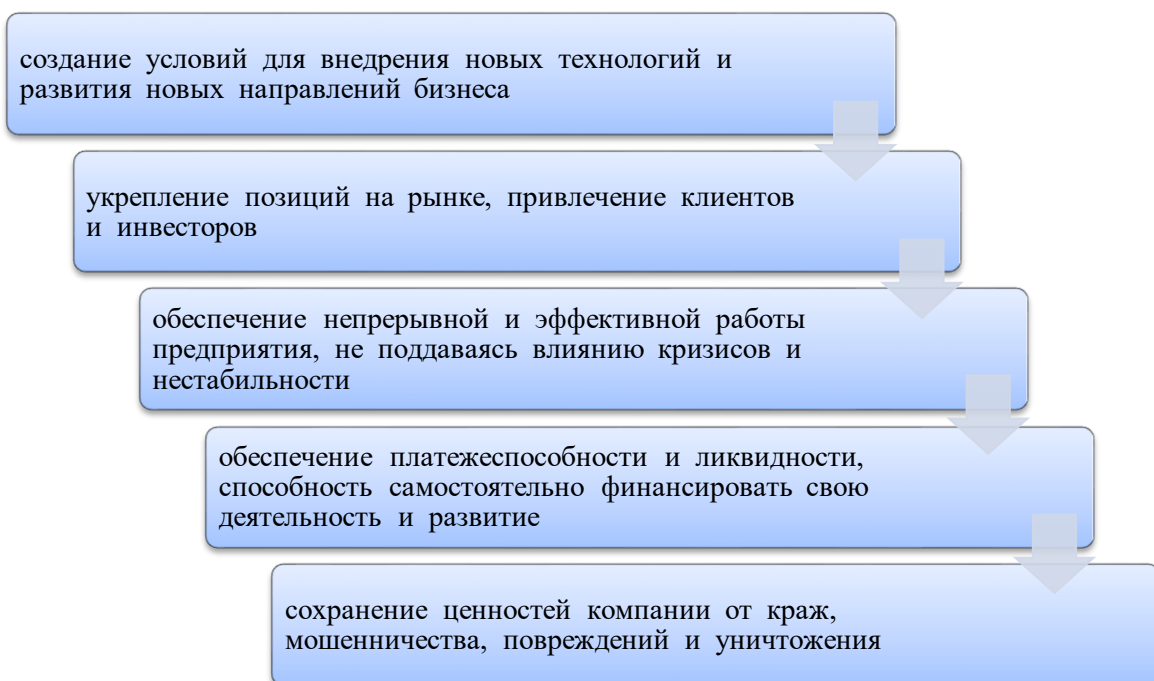 создание условий для внедрения новых технологий и
развития новых направлений бизнеса
укрепление позиций на рынке, привлечение клиентов
и инвесторов
обеспечение непрерывной и эффективной работы
предприятия, не поддаваясь влиянию кризисов и
нестабильности
обеспечение платежеспособности и ликвидности,
способность самостоятельно финансировать свою
деятельность и развитие
сохранение ценностей компании от краж,
мошенничества, повреждений и уничтожения